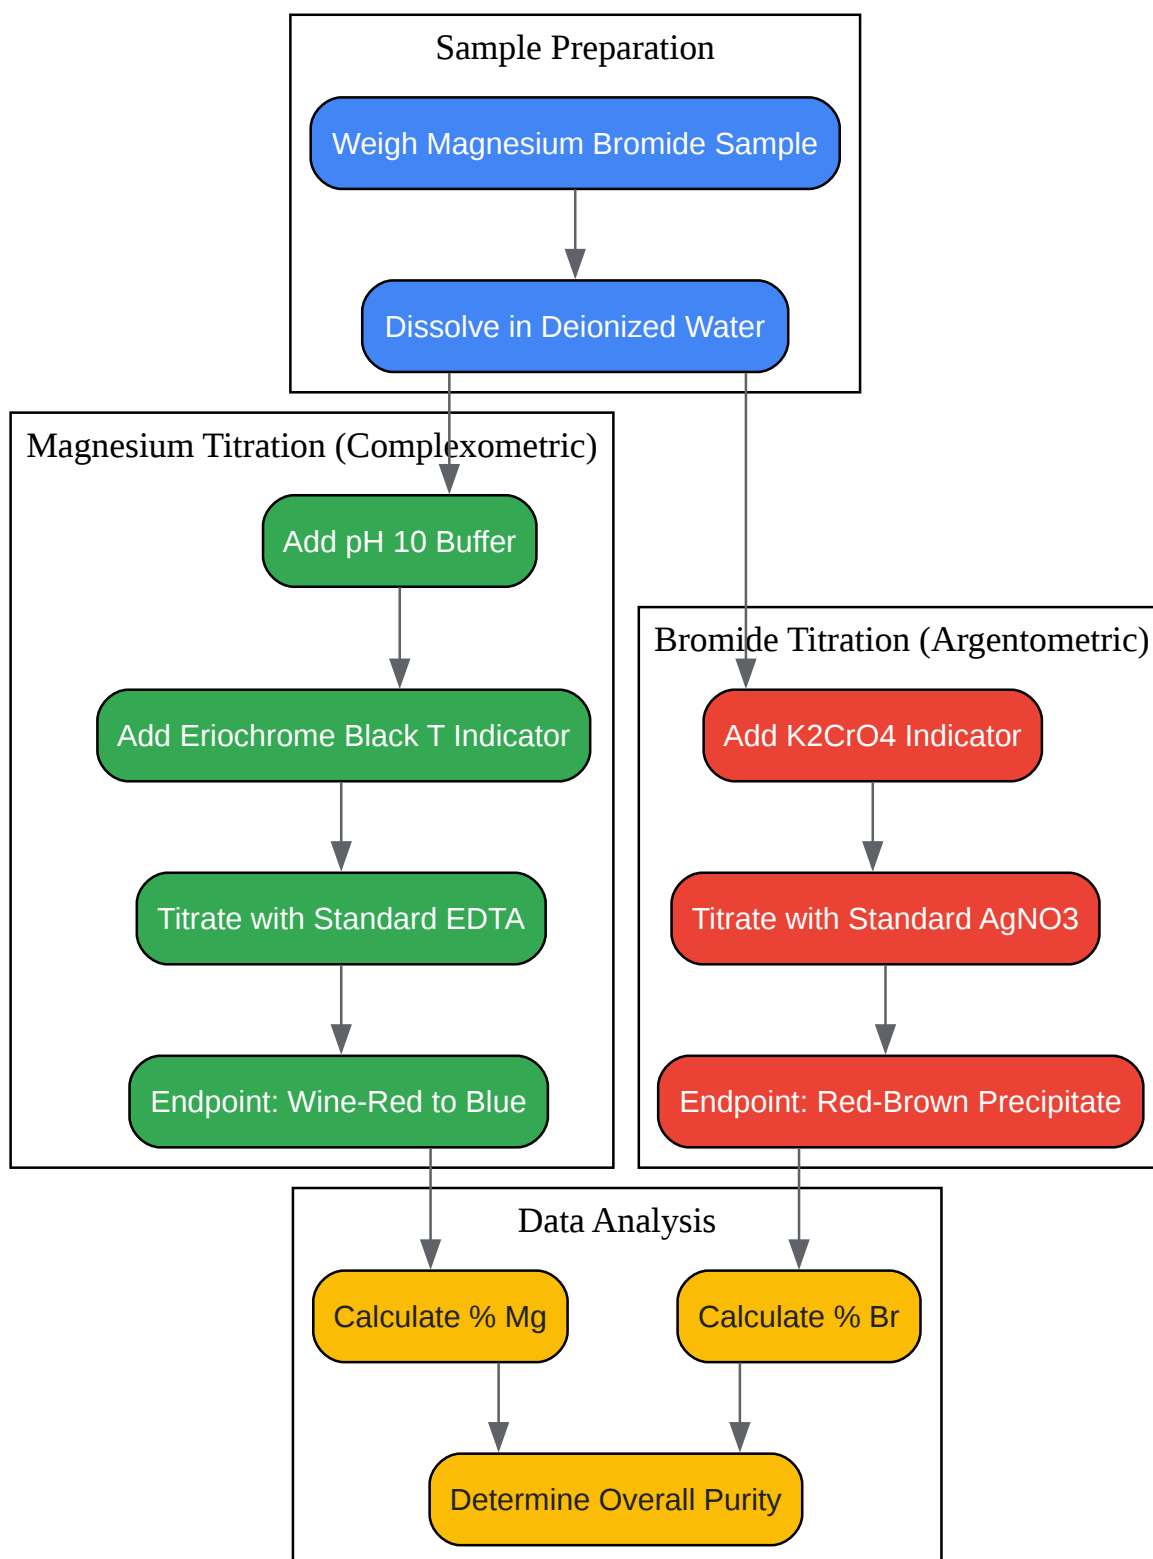 Sample Preparation
Weigh Magnesium Bromide Sample
Dissolve in Deionized Water
Magnesium Titration (Complexometric)
Add pH 10 Buffer
Add Eriochrome Black T Indicator
Titrate with Standard EDTA
Endpoint: Wine-Red to Blue
Bromide Titration (Argentometric)
Add K2CrO4 Indicator
Titrate with Standard AgNO3
Endpoint: Red-Brown Precipitate
Data Analysis
Calculate % Mg
Calculate % Br
Determine Overall Purity